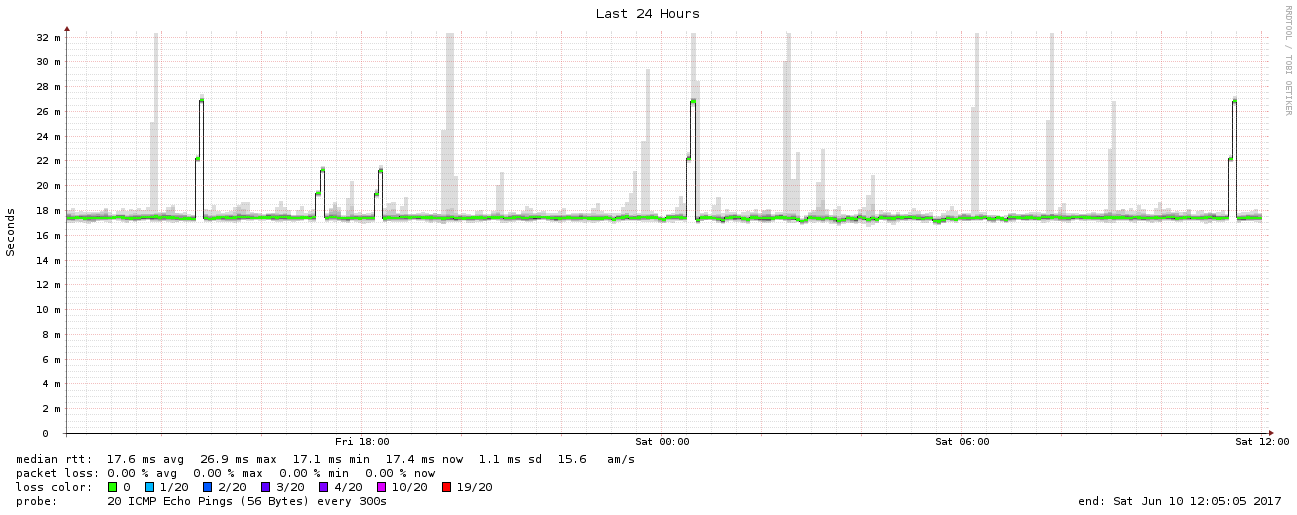 Last 24 Hours
RRDTOOL / TOBI OETIKER
Seconds
32 m
30 m
28 m
26 m
24 m
22 m
20 m
18 m
16 m
14 m
12 m
10 m
8 m
6 m
4 m
2 m
0
Fri 18:00 Sat 00:00 Sat 06:00 Sat 12:00
median rtt: 17.6 ms avg 26.9 ms max 17.1 ms min 17.4 ms now 1.1 ms sd 15.6 am/s
packet loss: 0.00 % avg 0.00 % max 0.00 % min 0.00 % now
loss color: 0 1/20 2/20 3/20 4/20 10/20 19/20
probe: 20 ICMP Echo Pings (56 Bytes) every 300s end: Sat Jun 10 12:05:05 2017